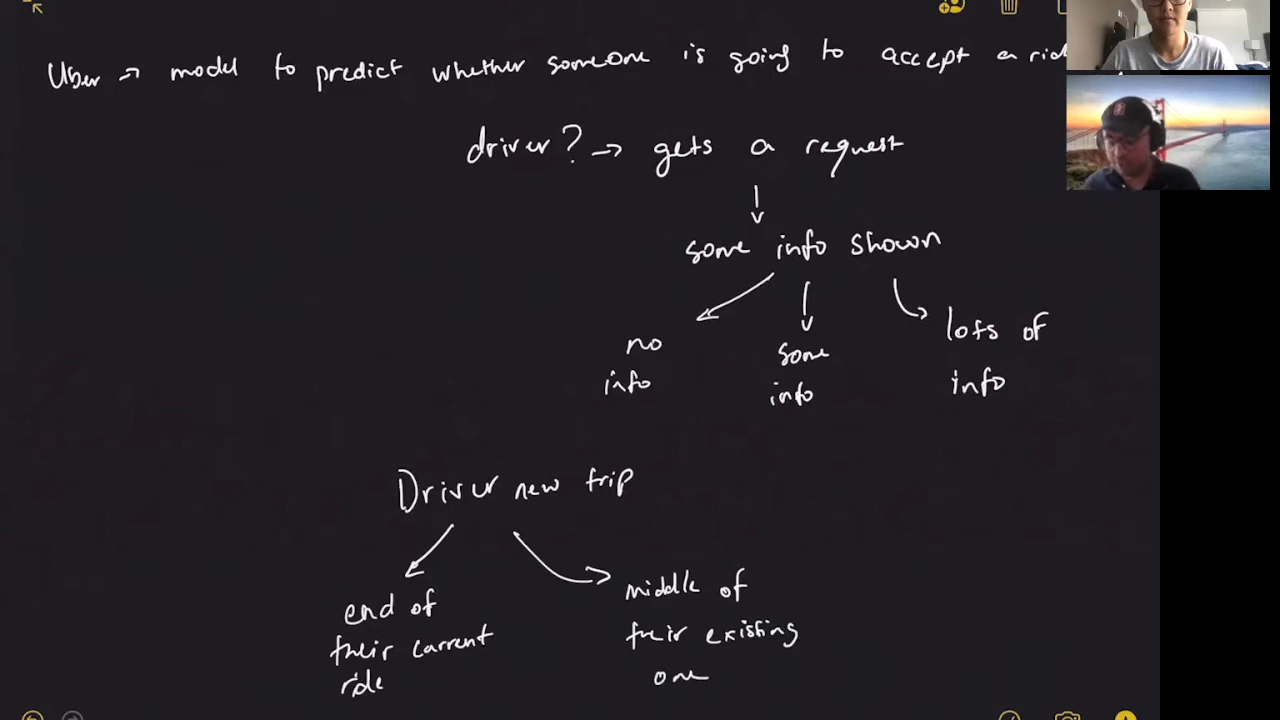 Uber → model to predict whether someone is going to accept a rid
driver? → gets a request
some info shown
no info
some info
lots of info
Driver new trip
end of
their current
ride
middle of
their existing
one